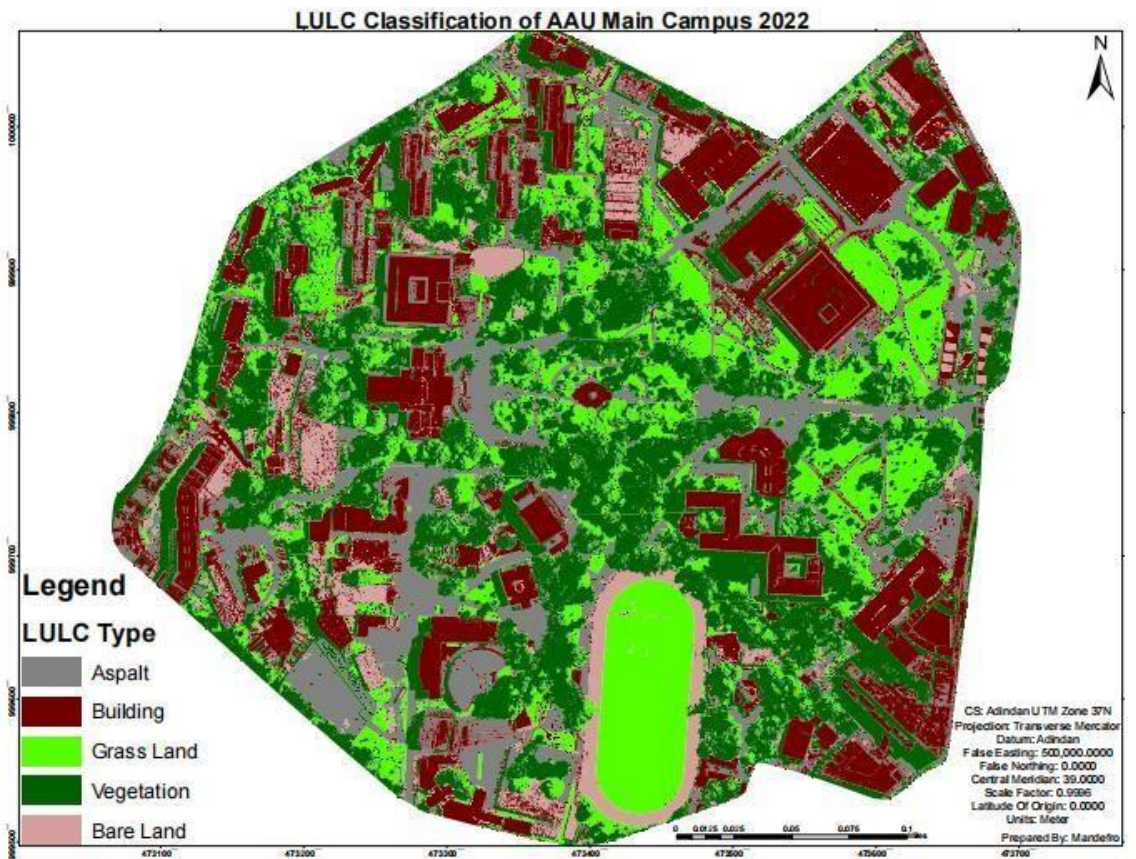 LULC Classification of AAU Main Campus 2022
N
Legend
LULC Type
Aspalt
Building
Grass Land
Vegetation
Bare Land
CS: Adindan UTM Zone 37N
Projection: Transverse Mercator
Datum: Adindan
False Easting: 500,000.0000
False Northing: 0.0000
Central Meridian: 39.0000
Scale Factor: 0.9996
Latitude Of Origin: 0.0000
Units: Meter
Prepared By: Mandefro
0 0.0125 0.025 0.05 0.075 0.1
473100 473200 473300 473400 473500 473600 473700